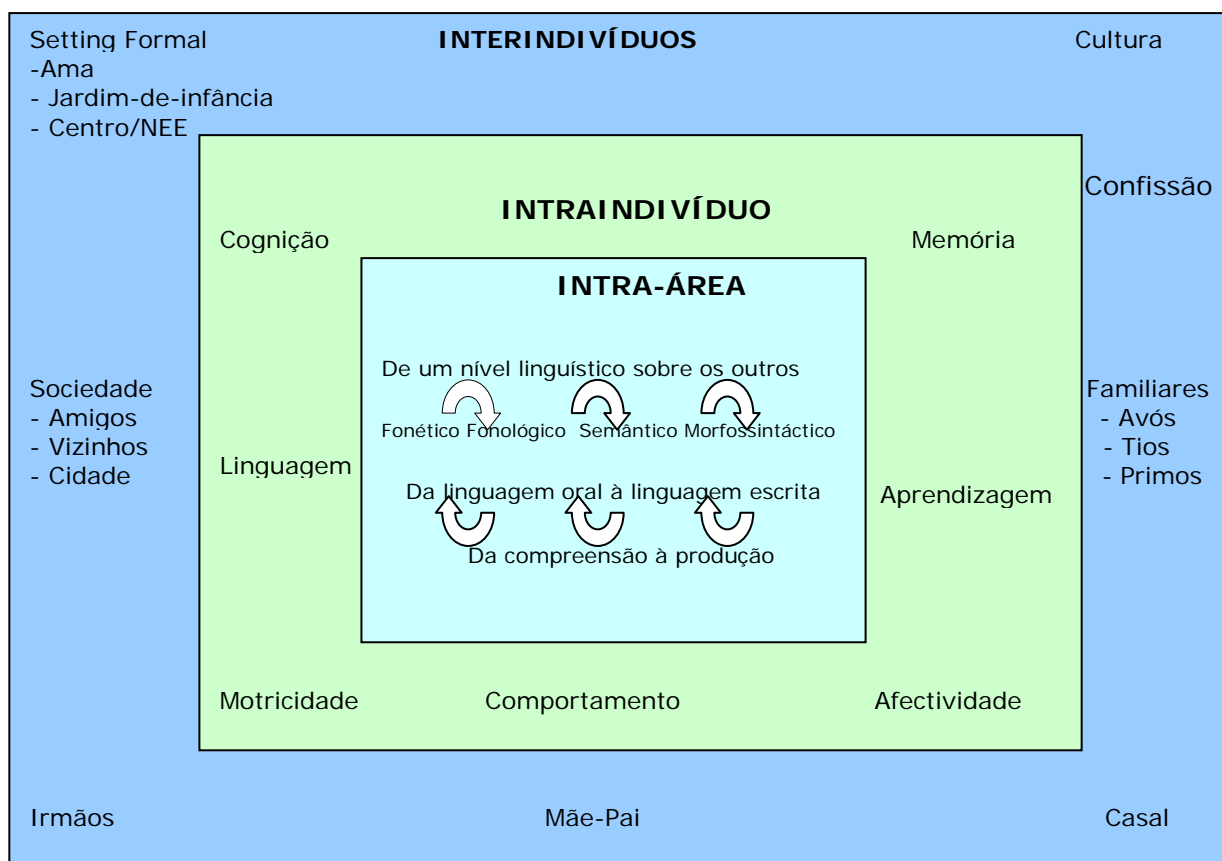 Setting Formal
-Ama
- Jardim-de-infância
- Centro/NEE
INTERINDIVÍDUOS
Cultura
Confissão
INTRAINDIVÍDUO
Cognição
Memória
INTRA-ÁREA
De um nível linguístico sobre os outros
Fonético Fonológico Semântico Morfossintáctico
Da linguagem oral à linguagem escrita
Da compreensão à produção
Sociedade
- Amigos
- Vizinhos
- Cidade
Linguagem
Aprendizagem
Familiares
- Avós
- Tios
- Primos
Motricidade
Comportamento
Afectividade
Irmãos
Mãe-Pai
Casal